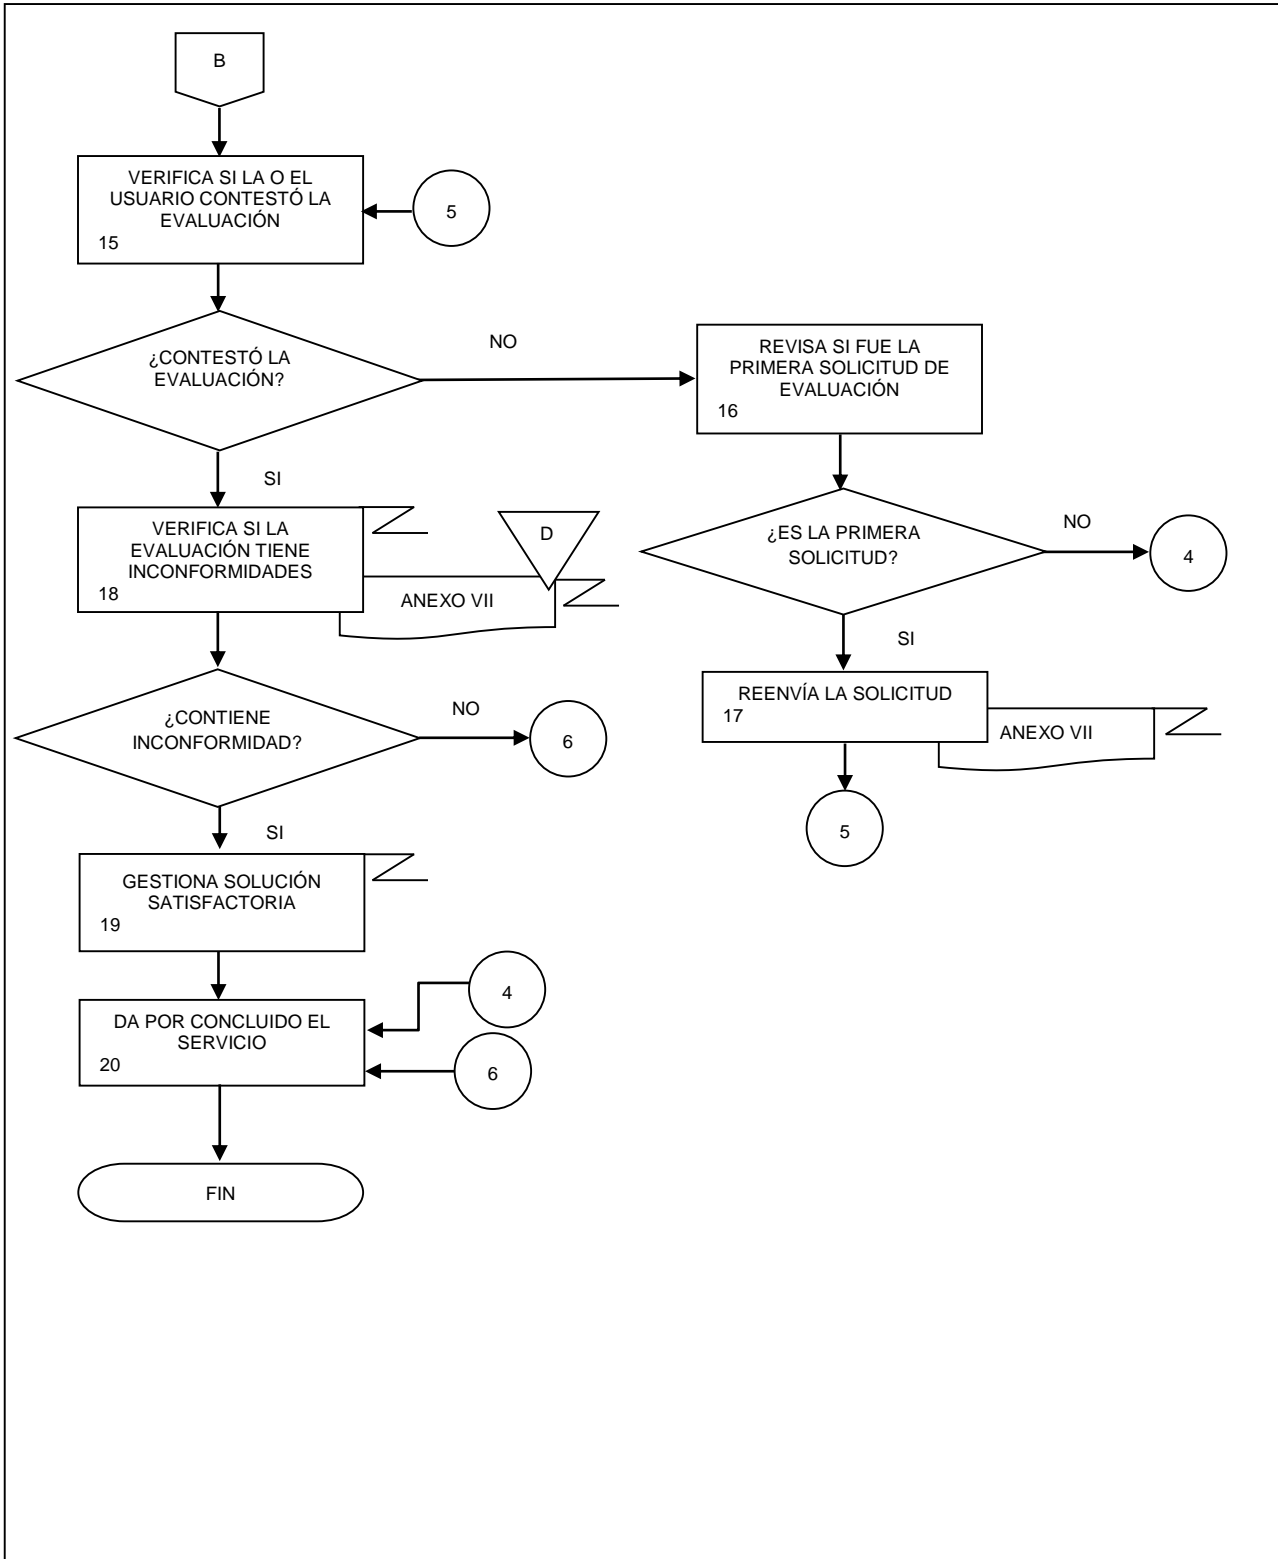 B
VERIFICA SI LA O EL
USUARIO CONTESTÓ LA
EVALUACIÓN
15
5
¿CONTESTÓ LA
EVALUACIÓN?
NO
REVISA SI FUE LA
PRIMERA SOLICITUD DE
EVALUACIÓN
16
SI
VERIFICA SI LA
EVALUACIÓN TIENE
INCONFORMIDADES
18
D
ANEXO VII
¿ES LA PRIMERA
SOLICITUD?
NO
4
SI
REENVÍA LA SOLICITUD
17
ANEXO VII
5
¿CONTIENE
INCONFORMIDAD?
NO
6
SI
GESTIONA SOLUCIÓN
SATISFACTORIA
19
4
DA POR CONCLUIDO EL
SERVICIO
20
6
FIN